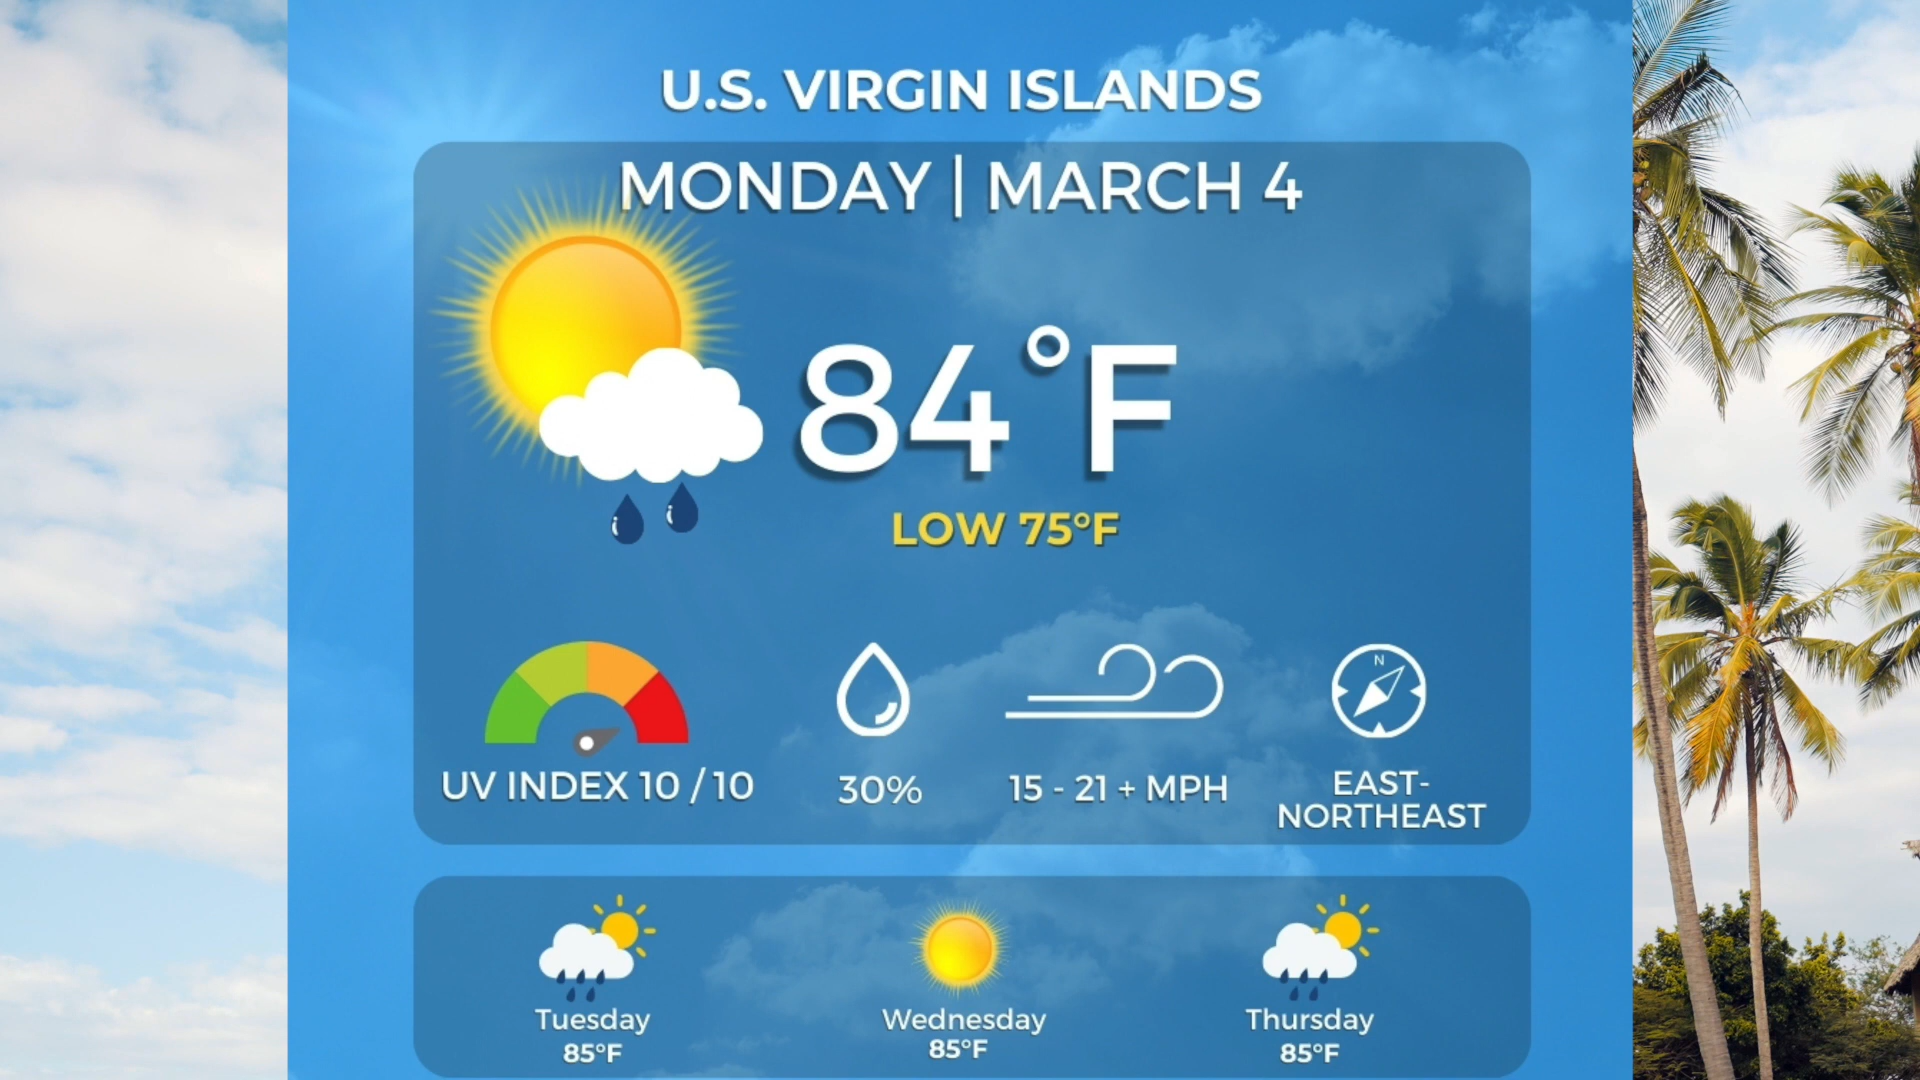 U.S. VIRGIN ISLANDS
MONDAY | MARCH 4
84°F
LOW 75°F
N
UV INDEX 10 / 10
30%
15 - 21 + MPH
EAST-
NORTHEAST
Tuesday
85°F
Wednesday
85°F
Thursday
85°F